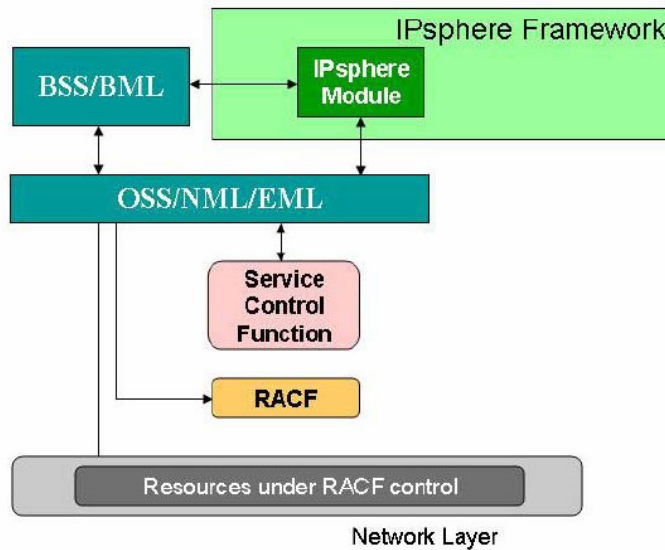 IPsphere Framework
BSS/BML
IPsphere
Module
OSS/NML/EML
Service
Control
Function
RACF
Resources under RACF control
Network Layer